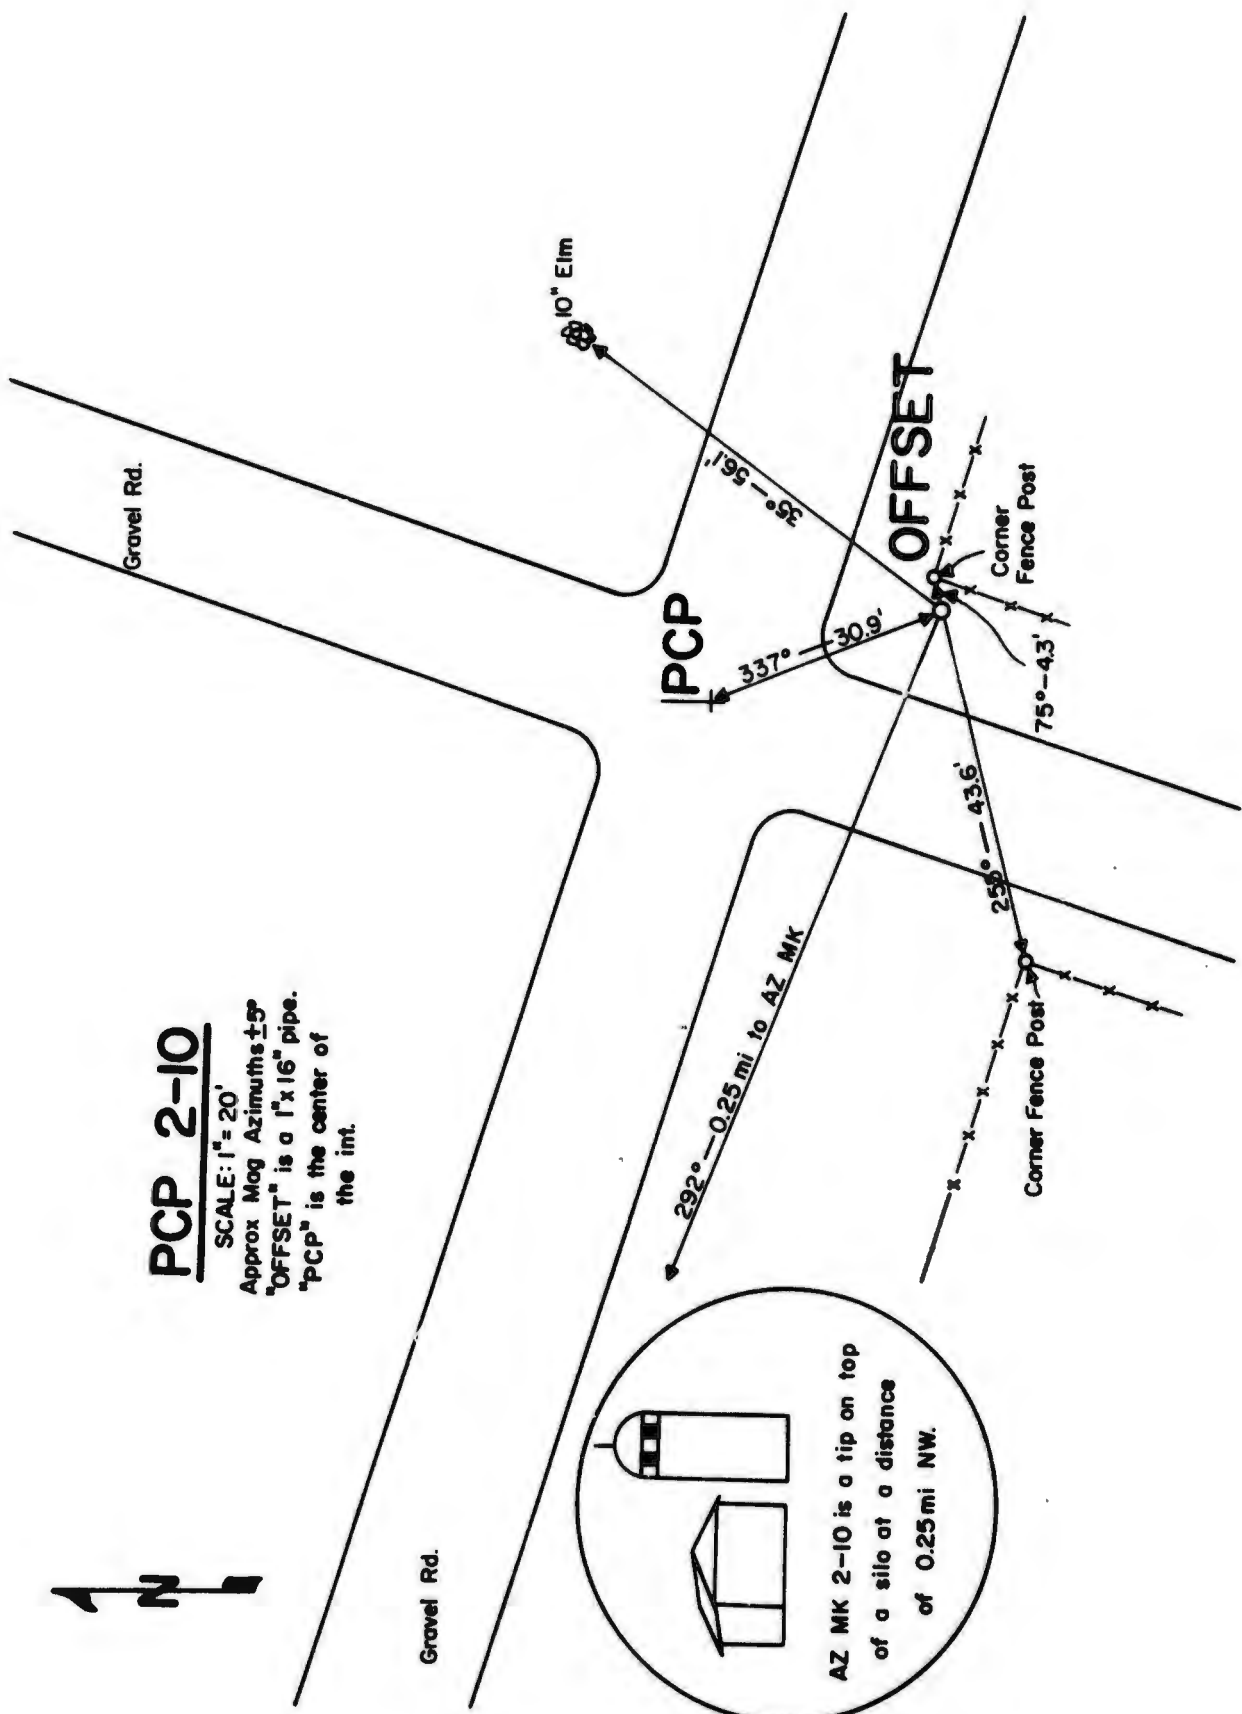 PCP 2-10
SCALE: 1" = 20'
Approx Mag Azimuths ±5°
"OFFSET" is a 1" x 16" pipe.
"PCP" is the center of
the int.
N
Gravel Rd.
Gravel Rd.
10" Elm
35° — 56.1'
PCP
337° — 30.9'
OFFSET
Corner
Fence Post
75° — 4.3'
43.6'
292° — 0.25 mi to AZ MK
Corner Fence Post
AZ MK 2-10 is a tip on top
of a silo at a distance
of 0.25 mi NW.